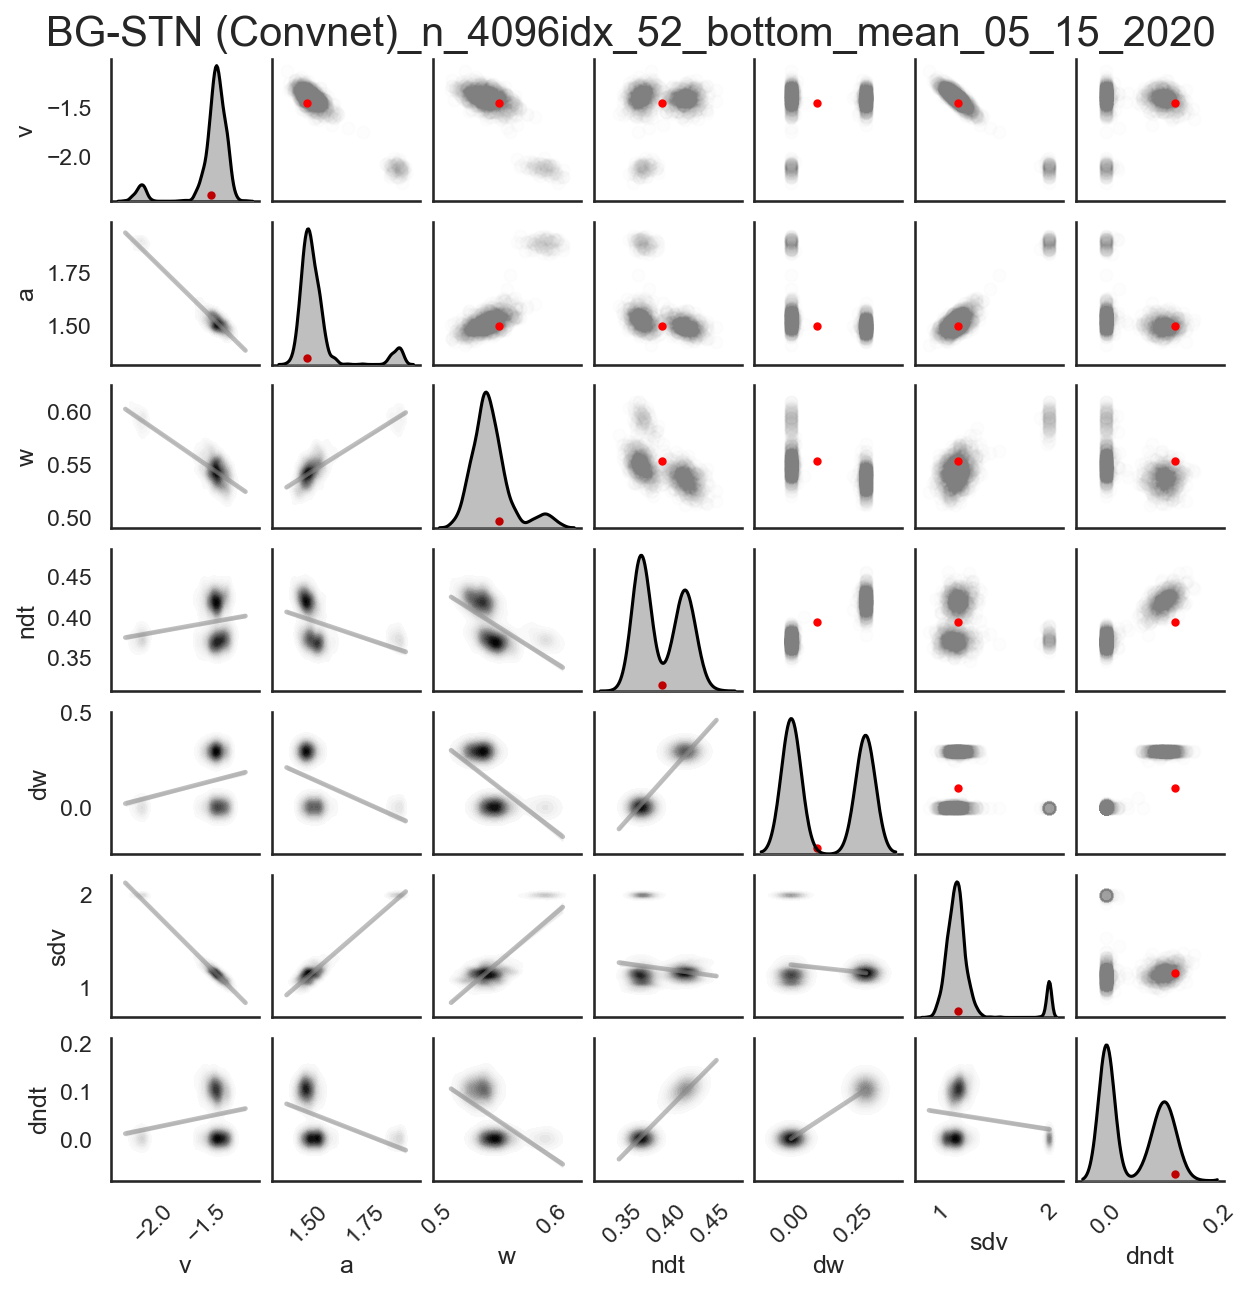 BG-STN (Convnet)_n_4096idx_52_bottom_mean_05_15_2020
v
−1.5
−2.0
a
1.75
1.50
w
0.60
0.55
0.50
ndt
0.45
0.40
0.35
dw
0.5
0.0
sdv
2
1
dndt
0.2
0.1
0.0
−2.0 −1.5 1.50 1.75 0.5 0.6 0.35 0.40 0.45 0.00 0.25 1 2 0.0 0.2
v a w ndt dw sdv dndt